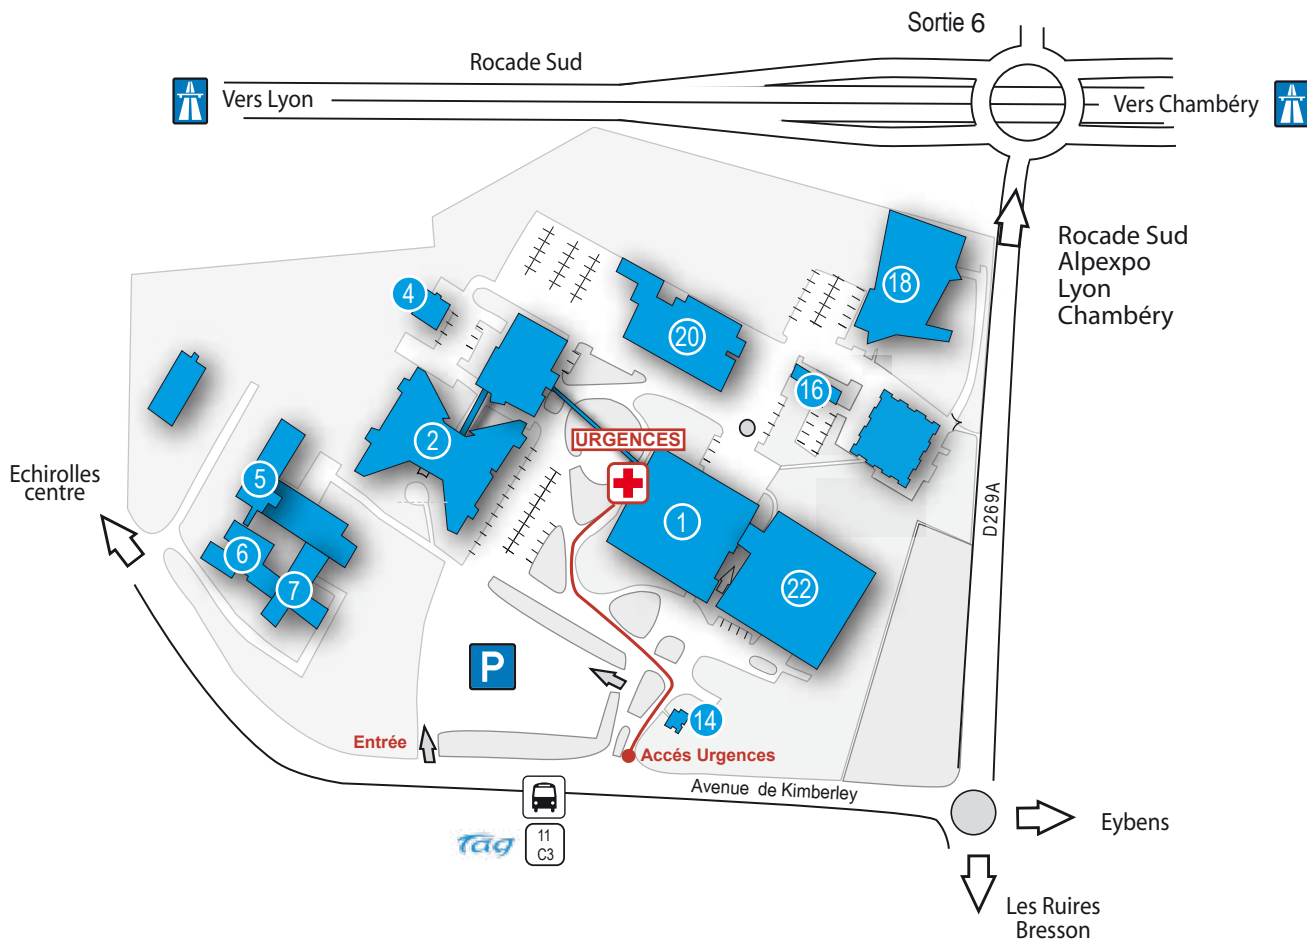 Sortie 6
Rocade Sud
Vers Lyon
Vers Chambéry
Rocade Sud
Alpexpo
Lyon
Chambéry
4
18
20
16
2
URGENCES
Echirolles
centre
5
1
D269A
6
7
22
P
14
Entrée
Accés Urgences
Avenue de Kimberley
Eybens
Tag
11
C3
Les Ruires
Bresson